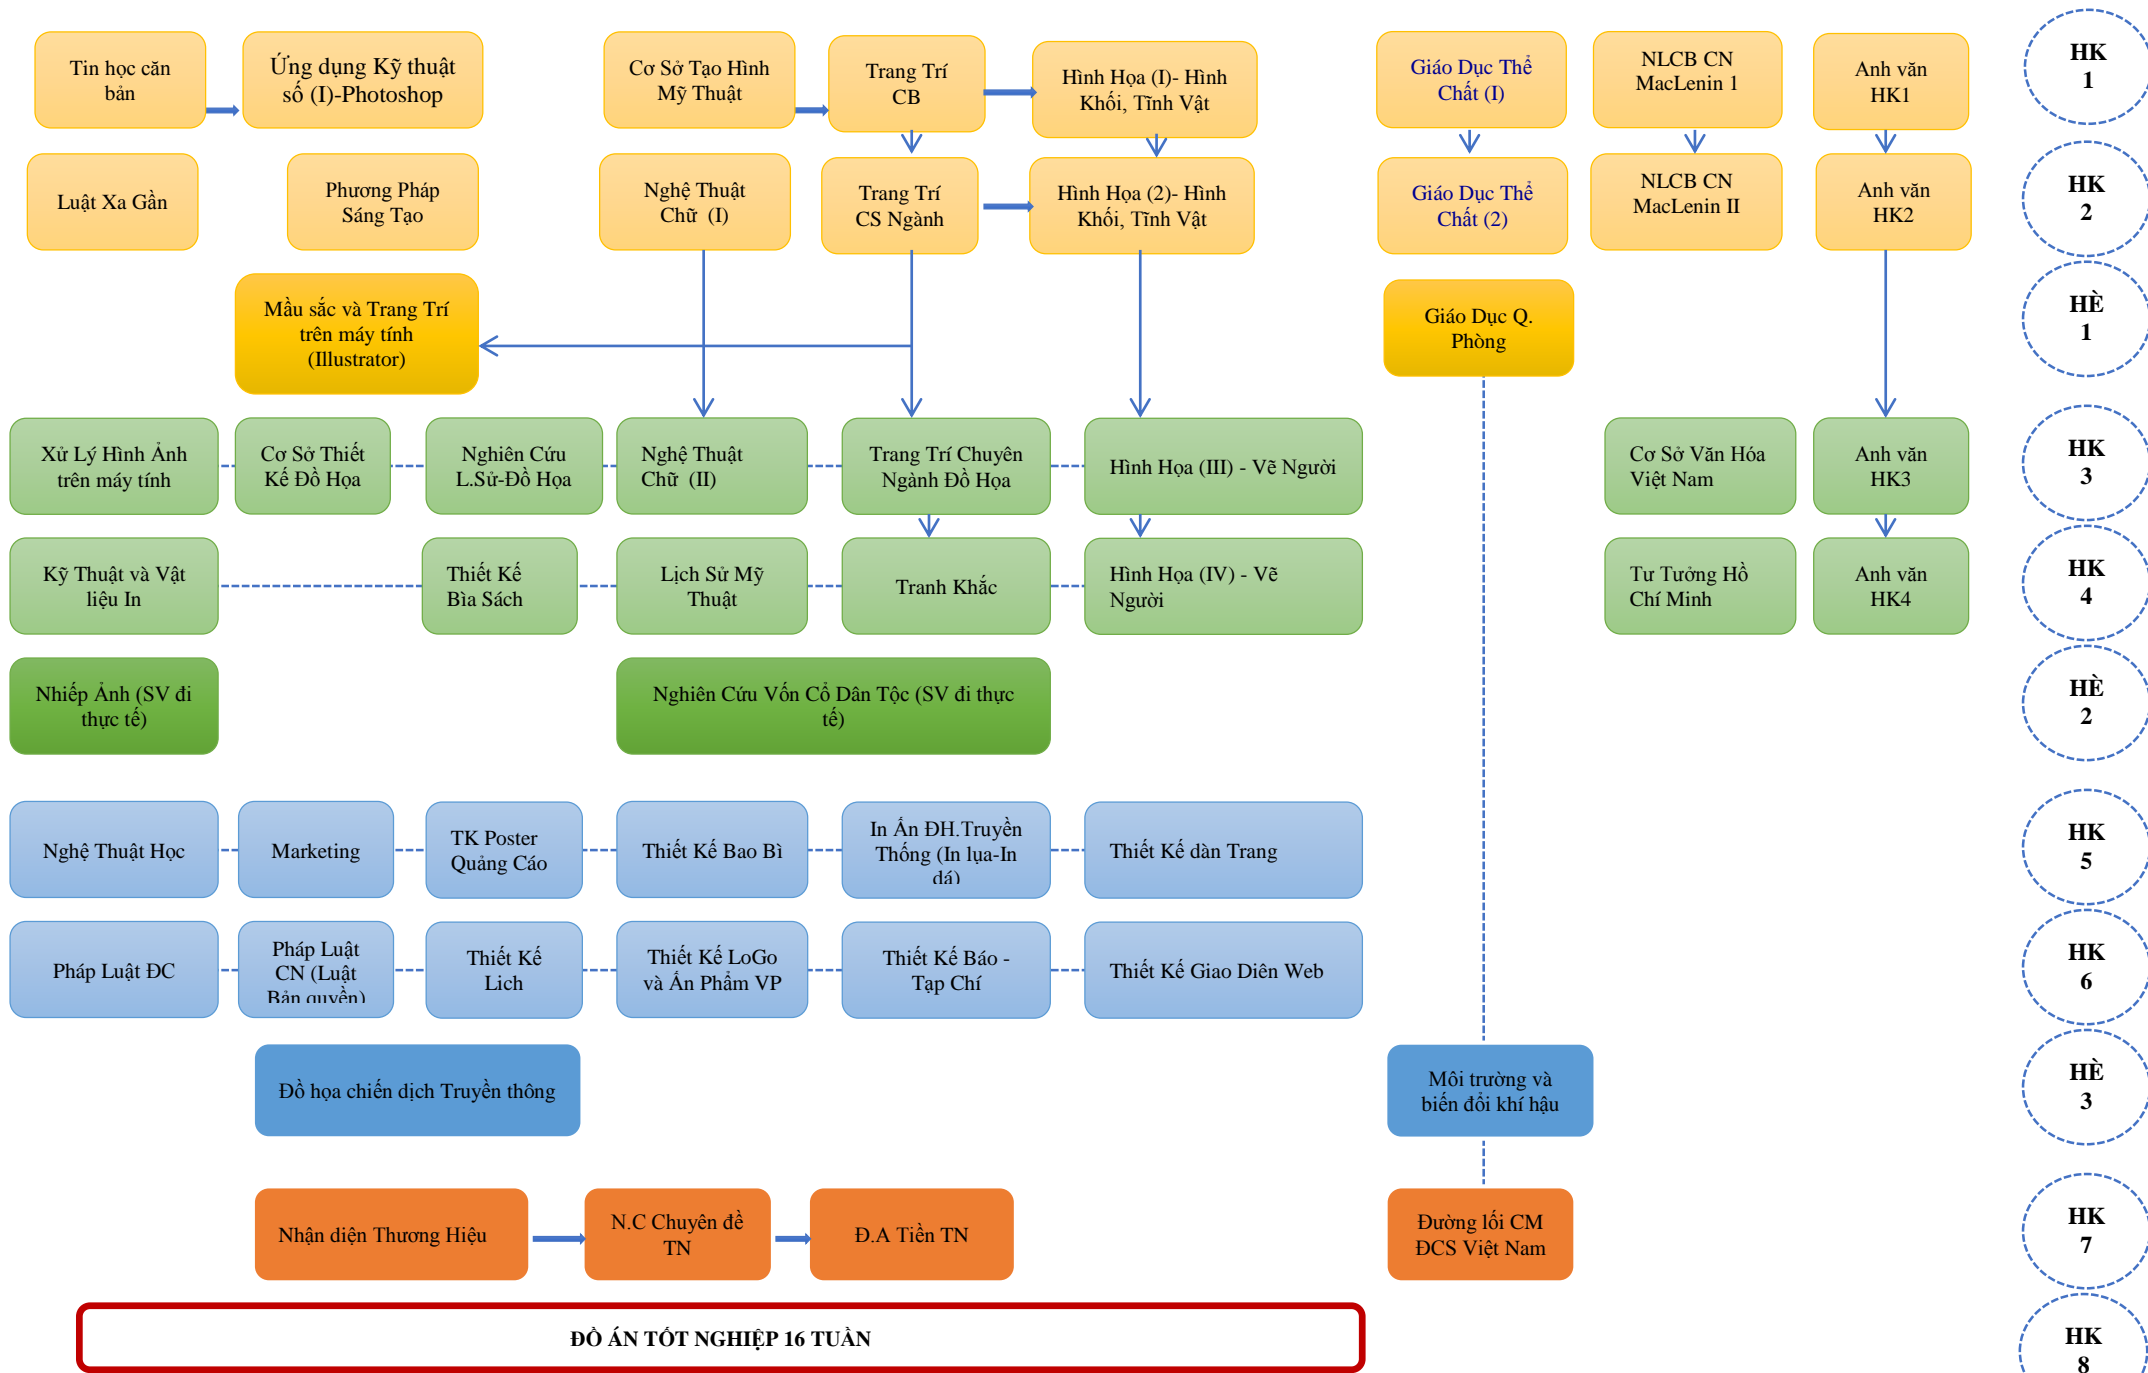 Tin học căn
bản
Ứng dụng Kỹ thuật
số (I)-Photoshop
Cơ Sở Tạo Hình
Mỹ Thuật
Trang Trí
CB
Hình Họa (I)- Hình
Khối, Tĩnh Vật
Giáo Dục Thể
Chất (I)
NLCB CN
MacLenin 1
Anh văn
HK1
HK
1
Luật Xa Gần
Phương Pháp
Sáng Tạo
Nghệ Thuật
Chữ (I)
Trang Trí
CS Ngành
Hình Họa (2)- Hình
Khối, Tĩnh Vật
Giáo Dục Thể
Chất (2)
NLCB CN
MacLenin II
Anh văn
HK2
HK
2
Mầu sắc và Trang Trí
trên máy tính
(Illustrator)
Giáo Dục Q.
Phòng
HÈ
1
Xử Lý Hình Ảnh
trên máy tính
Cơ Sở Thiết
Kế Đồ Họa
Nghiên Cứu
L.Sử-Đồ Họa
Nghệ Thuật
Chữ (II)
Trang Trí Chuyên
Ngành Đồ Họa
Hình Họa (III) - Vẽ Người
Cơ Sở Văn Hóa
Việt Nam
Anh văn
HK3
HK
3
Kỹ Thuật và Vật
liệu In
Thiết Kế
Bìa Sách
Lịch Sử Mỹ
Thuật
Tranh Khắc
Hình Họa (IV) - Vẽ
Người
Tư Tưởng Hồ
Chí Minh
Anh văn
HK4
HK
4
Nhiếp Ảnh (SV đi
thực tế)
Nghiên Cứu Vốn Cổ Dân Tộc (SV đi thực
tế)
HÈ
2
Nghệ Thuật Học
Marketing
TK Poster
Quảng Cáo
Thiết Kế Bao Bì
In Ấn ĐH.Truyền
Thống (In lụa-In
dá)
Thiết Kế dàn Trang
HK
5
Pháp Luật ĐC
Pháp Luật
CN (Luật
Bản quyền)
Thiết Kế
Lich
Thiết Kế LoGo
và Ấn Phẩm VP
Thiết Kế Báo -
Tạp Chí
Thiết Kế Giao Diên Web
HK
6
Đồ họa chiến dịch Truyền thông
Môi trường và
biến đổi khí hậu
HÈ
3
Nhận diện Thương Hiệu
N.C Chuyên đề
TN
Đ.A Tiền TN
Đường lối CM
ĐCS Việt Nam
HK
7
ĐỒ ÁN TỐT NGHIỆP 16 TUẦN
HK
8